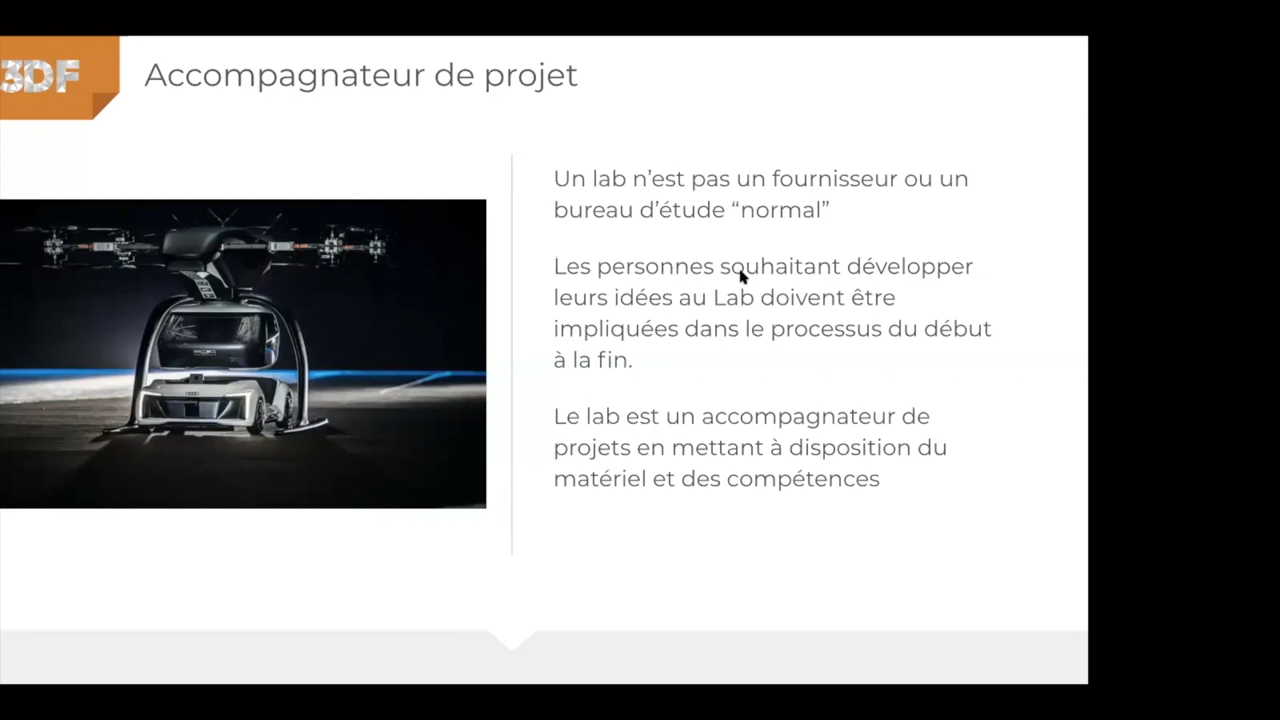 3DF
Accompagnateur de projet
Un lab n’est pas un fournisseur ou un
bureau d’étude “normal”
Les personnes souhaitant développer
leurs idées au Lab doivent être
impliquées dans le processus du début
à la fin.
Le lab est un accompagnateur de
projets en mettant à disposition du
matériel et des compétences